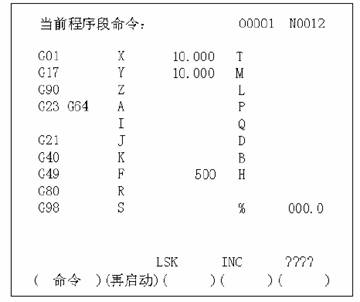 当前程序段命令: 00001 N0012
G01 X 10.000 T
G17 Y 10.000 M
G90 Z L
G23 G64 A P
I Q
G21 J D
G40 K B
G49 F 500 H
G80 R
G98 S % 000.0
LSK INC ????
( 命令 )(再启动)( )( )( )